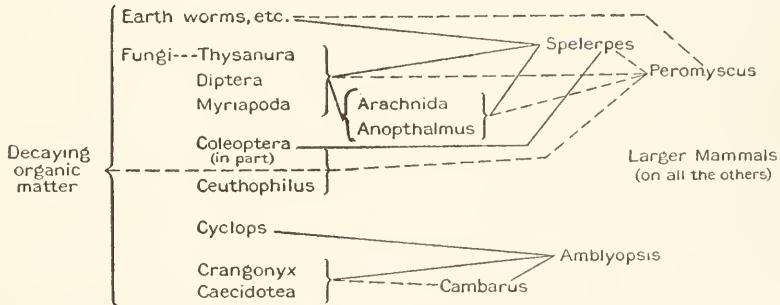 Earth worms, etc.
Spelerpes
Fungi---Thysanura
Peromyscus
Diptera
Myriapoda
Arachnida
Anopthalmus
Coleoptera
(in part)
Decaying
organic
matter
Larger Mammals
(on all the others)
Ceuthophilus
Cyclops
Amblyopsis
Crangonyx
Caecidotea
Cambarus